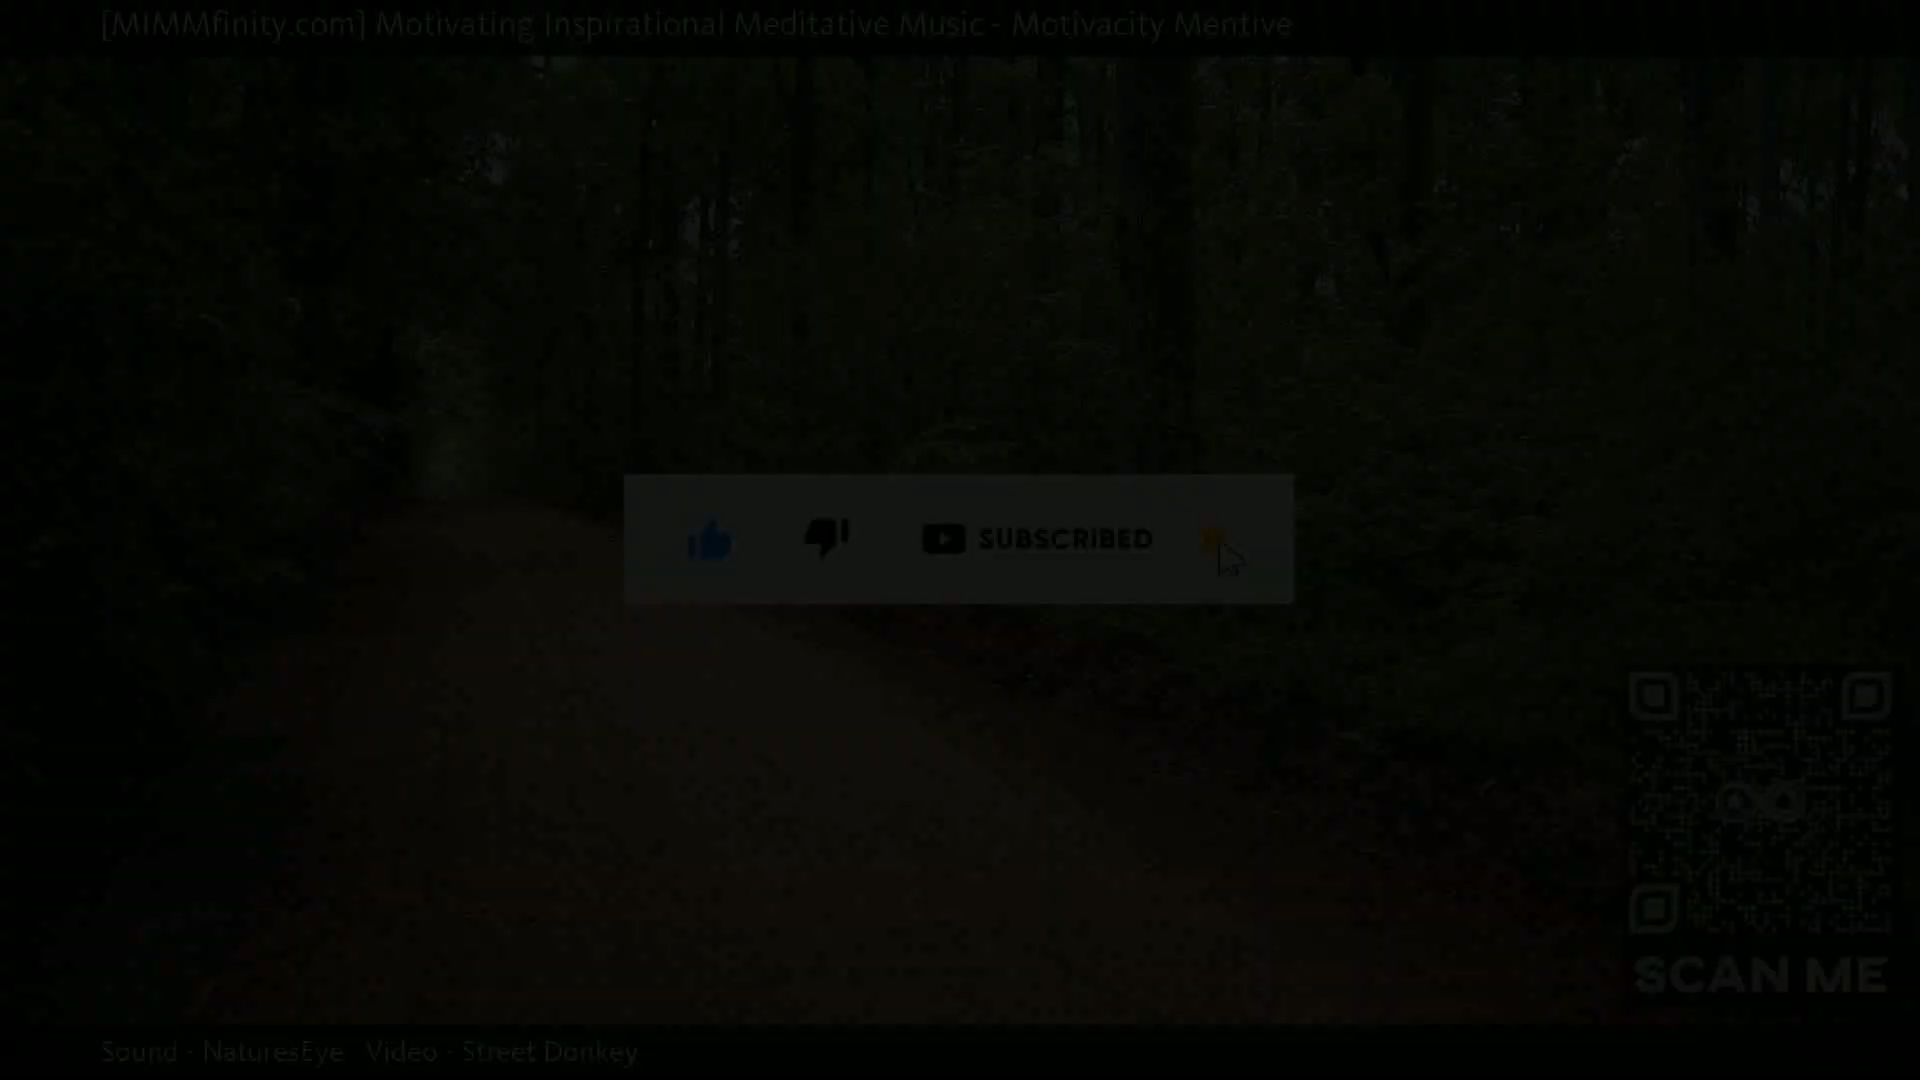 [MIMMfinity.com] Motivating Inspirational Meditative Music - Motivacity Mentive
SUBSCRIBED
SCAN ME
Sound - NaturesEye Video - Street Donkey